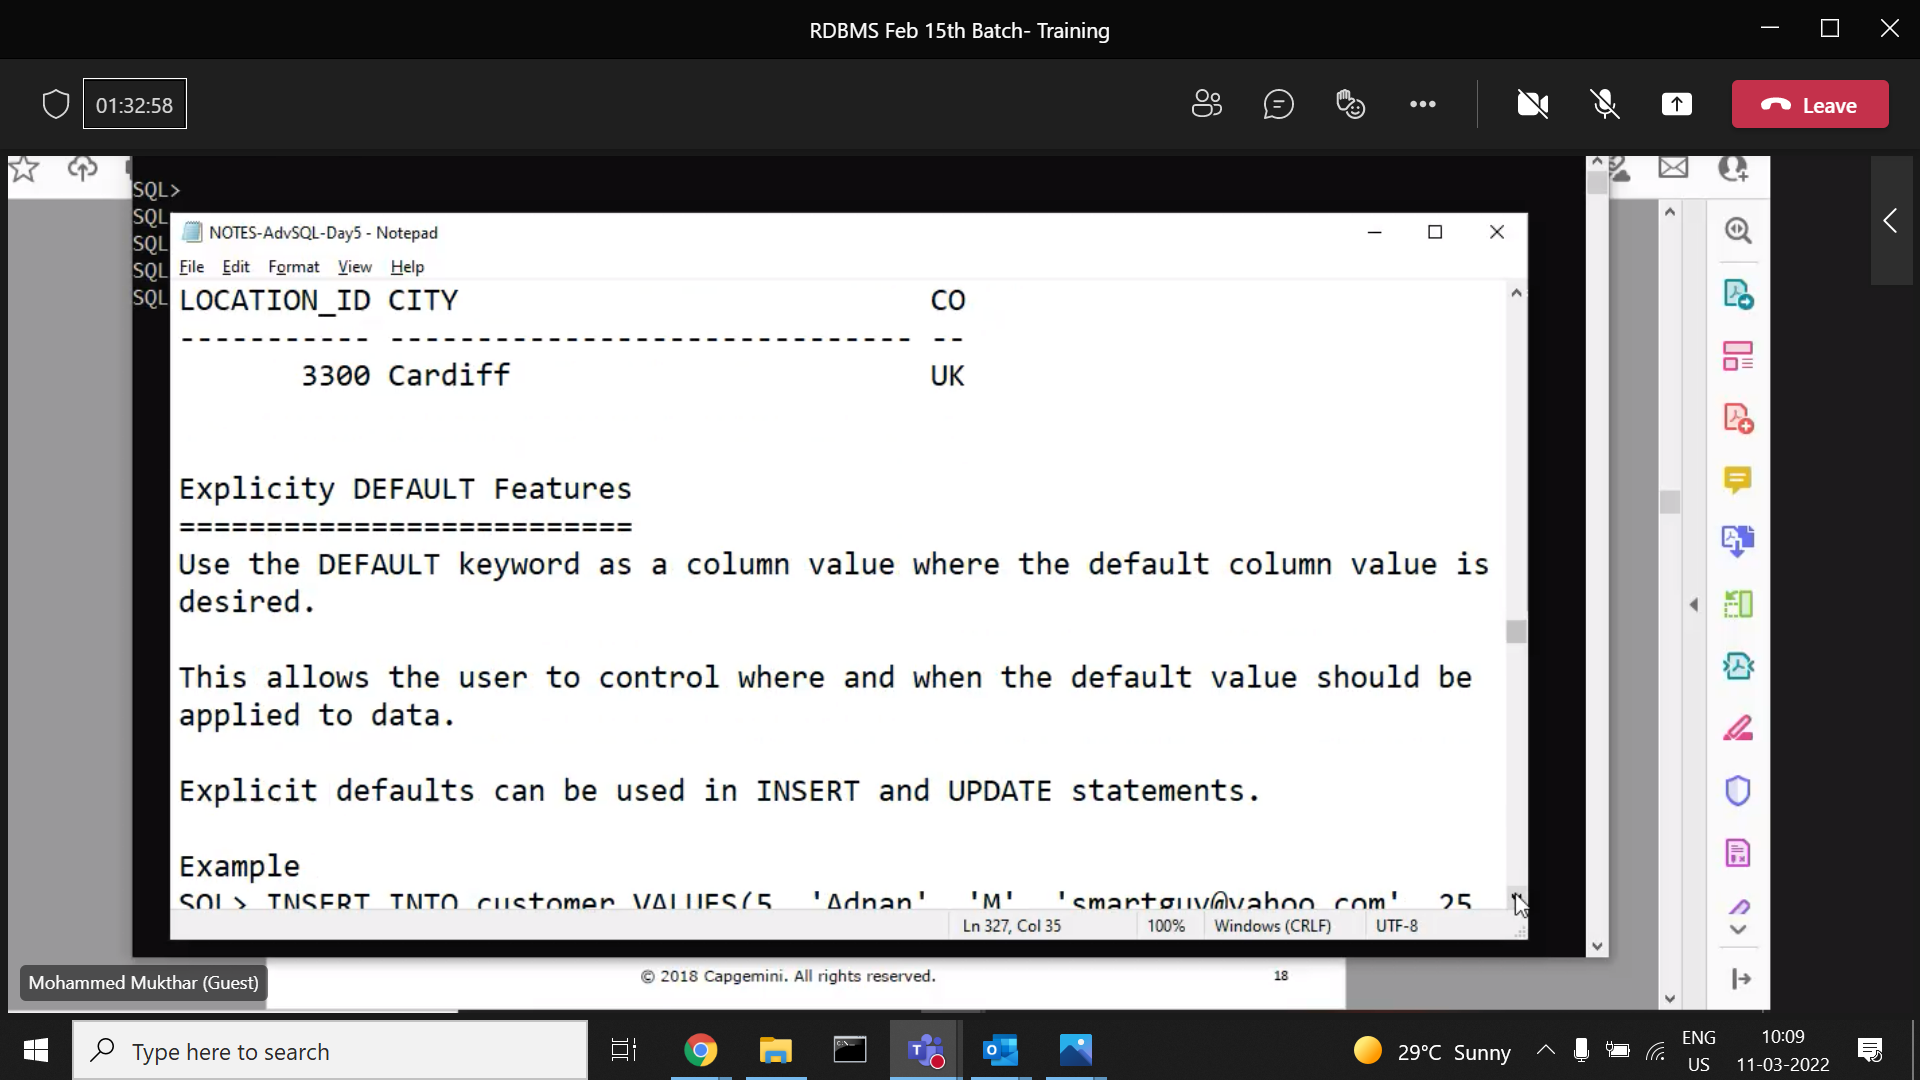 RDBMS Feb 15th Batch- Training
01:32:58
Leave
SQL>
SQL
SQL
SQL
SQL
NOTES-AdvSQL-Day5 - Notepad
File Edit Format View Help
LOCATION_ID CITY CO
----------- ------------------------------ --
3300 Cardiff UK
Explicity DEFAULT Features
==========================
Use the DEFAULT keyword as a column value where the default column value is
desired.
This allows the user to control where and when the default value should be
applied to data.
Explicit defaults can be used in INSERT and UPDATE statements.
Example
SQL> INSERT INTO customer VALUES(5, 'Adnan', 'M', 'smartguy@yahoo.com', 25,
Ln 327, Col 35 100% Windows (CRLF) UTF-8
Mohammed Mukthar (Guest)
© 2018 Capgemini. All rights reserved. 18
Type here to search
29°C Sunny
ENG
US
10:09
11-03-2022